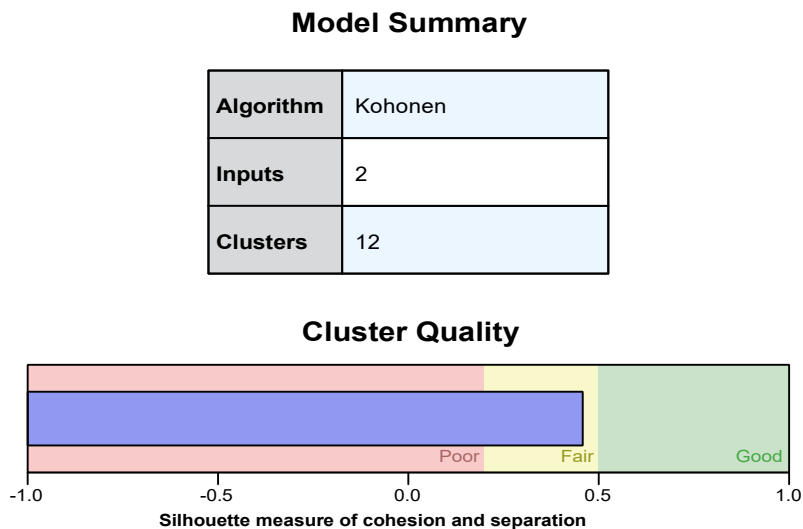 Model Summary
Algorithm Kohonen
Inputs 2
Clusters 12
Cluster Quality
Poor Fair Good
-1.0 -0.5 0.0 0.5 1.0
Silhouette measure of cohesion and separation